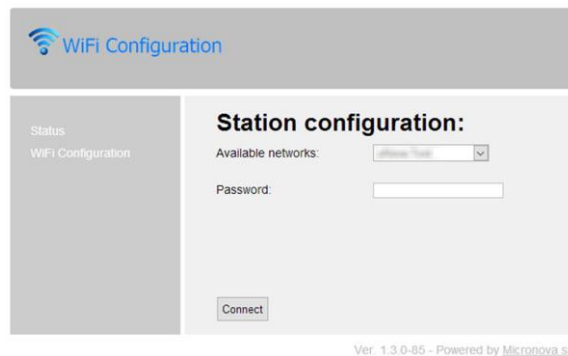 WiFi Configuration
Status
WiFi Configuration
Station configuration:
Available networks:
Password:
Connect
Ver. 1.3.0-85 - Powered by Micronova s